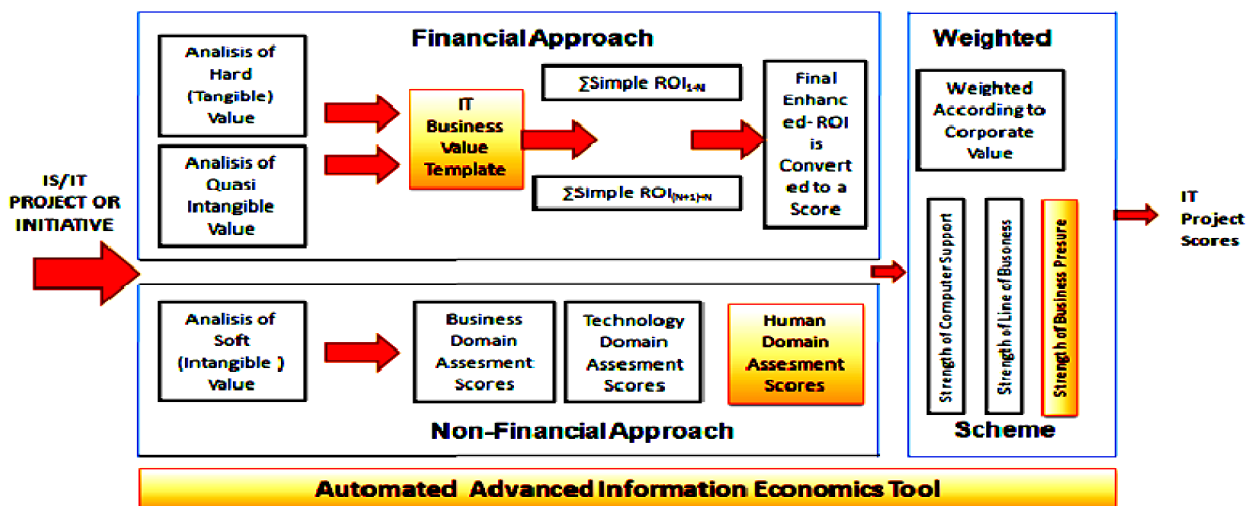 Financial Approach
Weighted
Analisis of
Hard
(Tangible)
Value
Analysis of
Quasi
Intangible
Value
IT
Business
Value
Template
∑Simple ROI1-N
∑Simple ROI(N+1)-N
Final
Enhanc
ed- ROI
is
Convert
ed to a
Score
Weighted
According to
Corporate
Value
IS/IT
PROJECT OR
INITIATIVE
IT
Project
Scores
Strength of Computer Support
Strength of Line of Busoness
Strength of Business Presure
Analysis of
Soft
(Intangible )
Value
Business
Domain
Assesment
Scores
Technology
Domain
Assesment
Scores
Human
Domain
Assesment
Scores
Non-Financial Approach
Scheme
Automated Advanced Information Economics Tool